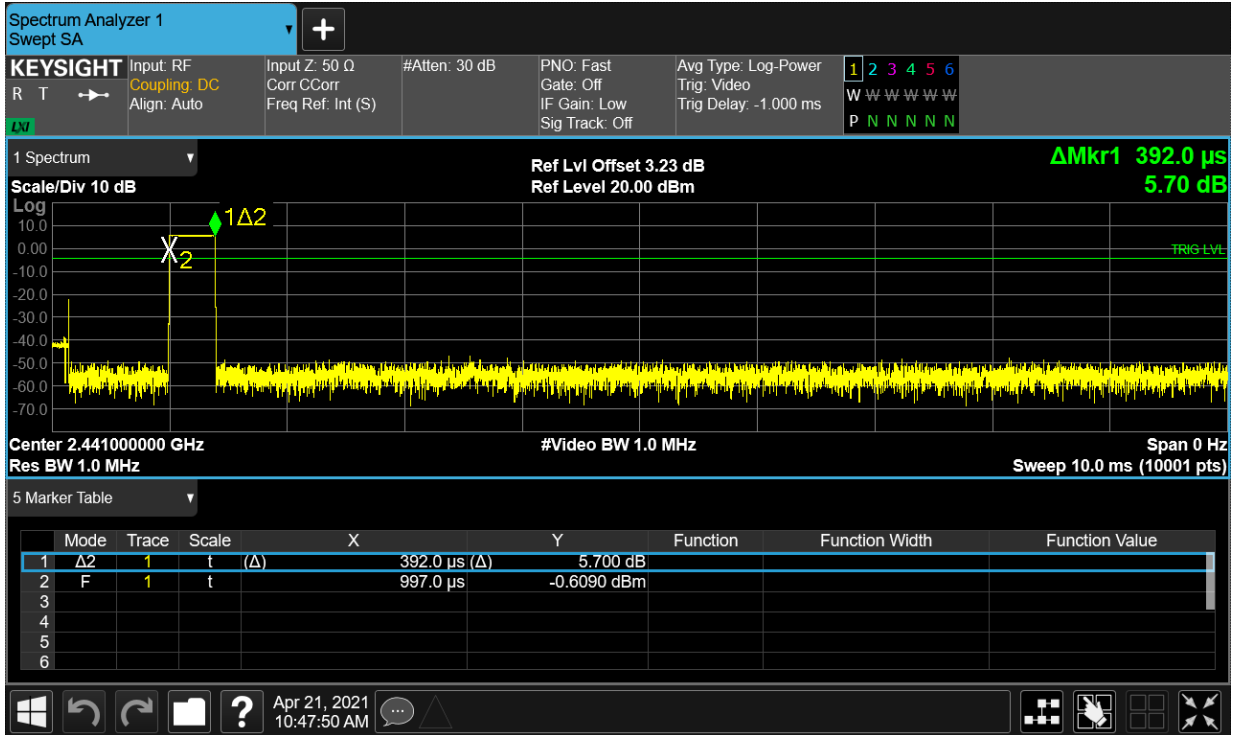 Spectrum Analyzer 1
Swept SA
KEYSIGHT Input: RF Input Z: 50 Ω #Atten: 30 dB PNO: Fast Avg Type: Log-Power 1 2 3 4 5 6
R T Coupling: DC Corr CCorr Gate: Off Trig: Video W W W W W W
Align: Auto Freq Ref: Int (S) IF Gain: Low Trig Delay: -1.000 ms P N N N N N
LXI Sig Track: Off
1 Spectrum Ref Lvl Offset 3.23 dB ΔMkr1 392.0 µs
Scale/Div 10 dB Ref Level 20.00 dBm 5.70 dB
Log
10.0 1Δ2
0.00 2 TRIG LVL
-10.0
-20.0
-30.0
-40.0
-50.0
-60.0
-70.0
Center 2.441000000 GHz #Video BW 1.0 MHz Span 0 Hz
Res BW 1.0 MHz Sweep 10.0 ms (10001 pts)
5 Marker Table
Mode Trace Scale X Y Function Function Width Function Value
1 Δ2 1 t (Δ) 392.0 µs (Δ) 5.700 dB
2 F 1 t 997.0 µs -0.6090 dBm
3
4
5
6
? Apr 21, 2021
10:47:50 AM